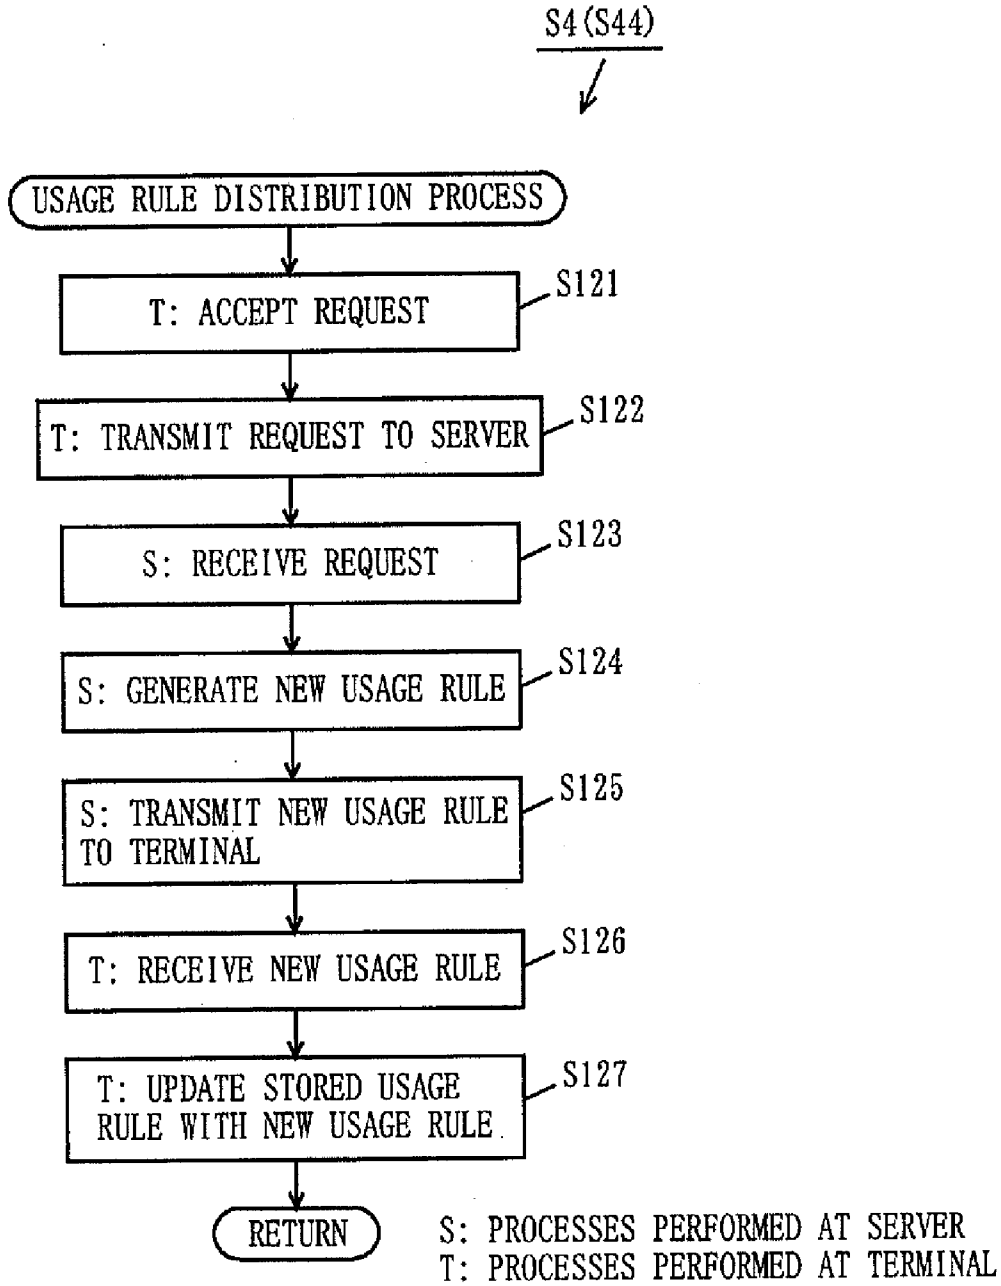 S4(S44)
USAGE RULE DISTRIBUTION PROCESS
S121
T: ACCEPT REQUEST
S122
T: TRANSMIT REQUEST TO SERVER
S123
S: RECEIVE REQUEST
S124
S: GENERATE NEW USAGE RULE
S125
S: TRANSMIT NEW USAGE RULE
TO TERMINAL
S126
T: RECEIVE NEW USAGE RULE
S127
T: UPDATE STORED USAGE
RULE WITH NEW USAGE RULE
RETURN
S: PROCESSES PERFORMED AT SERVER
T: PROCESSES PERFORMED AT TERMINAL